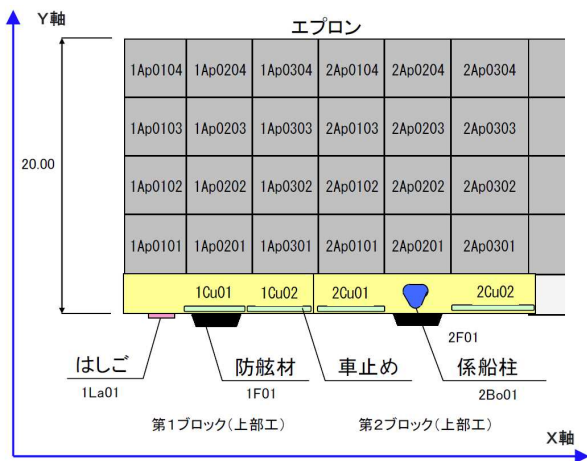 Y軸
エプロン
1Ap0104 1Ap0204 1Ap0304 2Ap0104 2Ap0204 2Ap0304
1Ap0103 1Ap0203 1Ap0303 2Ap0103 2Ap0203 2Ap0303
20.00
1Ap0102 1Ap0202 1Ap0302 2Ap0102 2Ap0202 2Ap0302
1Ap0101 1Ap0201 1Ap0301 2Ap0101 2Ap0201 2Ap0301
1Cu01 1Cu02 2Cu01 2Cu02
2F01
はしご 防舷材 車止め 係船柱
1La01 1F01 2Bo01
第1ブロック(上部工) 第2ブロック(上部工)
X軸